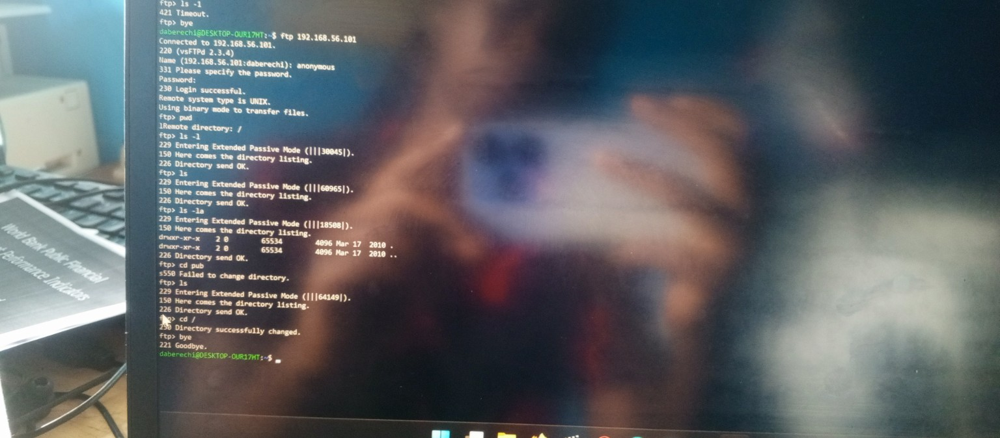 ftp> ls -l
421 Timeout.
ftp> bye
daberechi@DESKTOP-OUR17HT:~$ ftp 192.168.56.101
Connected to 192.168.56.101.
220 (vsFTPd 2.3.4)
Name (192.168.56.101:daberechi): anonymous
331 Please specify the password.
Password:
230 Login successful.
Remote system type is UNIX.
Using binary mode to transfer files.
ftp> pwd
lRemote directory: /
ftp> ls -l
229 Entering Extended Passive Mode (|||30045|).
150 Here comes the directory listing.
226 Directory send OK.
ftp> ls
229 Entering Extended Passive Mode (|||60965|).
150 Here comes the directory listing.
226 Directory send OK.
ftp> ls -la
229 Entering Extended Passive Mode (|||18508|).
150 Here comes the directory listing.
drwxr-xr-x    2 0        65534        4096 Mar 17  2010 .
drwxr-xr-x    2 0        65534        4096 Mar 17  2010 ..
226 Directory send OK.
ftp> cd pub
s550 Failed to change directory.
ftp> ls
229 Entering Extended Passive Mode (|||64149|).
150 Here comes the directory listing.
226 Directory send OK.
ftp> cd /
250 Directory successfully changed.
ftp> bye
221 Goodbye.
daberechi@DESKTOP-OUR17HT:~$
World Bank Public Financial
Performance Indicators